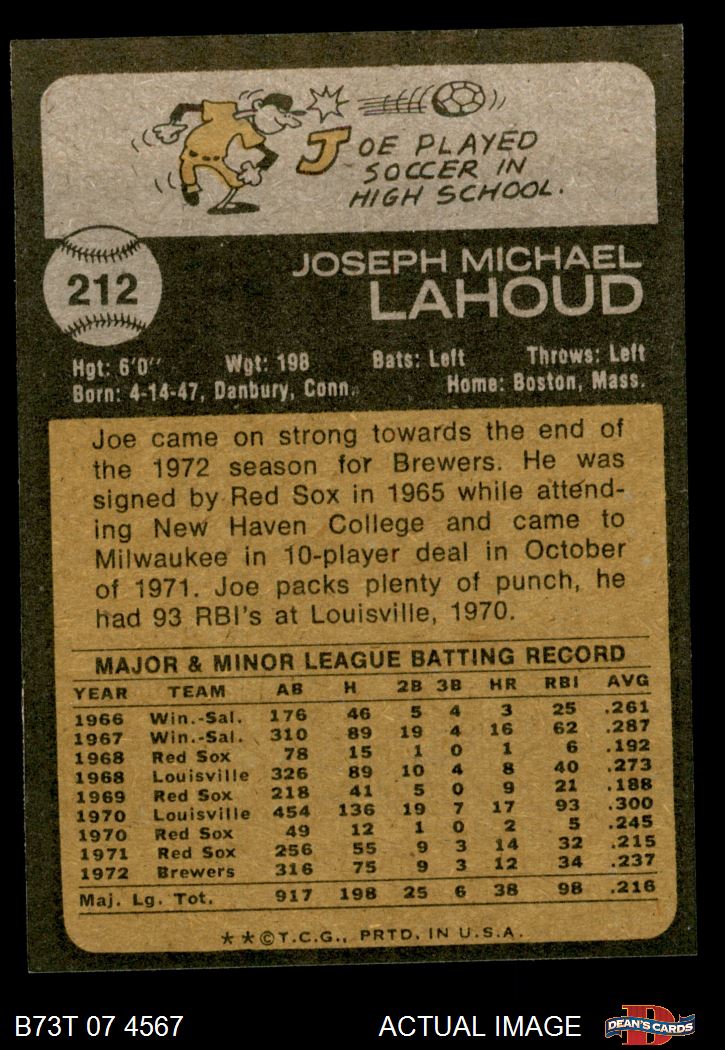 JOE PLAYED
SOCCER IN
HIGH SCHOOL.
212
JOSEPH MICHAEL
LAHOUD
Hgt: 6'0" Wgt: 198 Bats: Left Throws: Left
Born: 4-14-47, Danbury, Conn. Home: Boston, Mass.
Joe came on strong towards the end of
the 1972 season for Brewers. He was
signed by Red Sox in 1965 while attend-
ing New Haven College and came to
Milwaukee in 10-player deal in October
of 1971. Joe packs plenty of punch, he
had 93 RBI's at Louisville, 1970.
MAJOR & MINOR LEAGUE BATTING RECORD
YEAR TEAM AB H 2B 3B HR RBI AVG
1966 Win.-Sal. 176 46 5 4 3 25 .261
1967 Win.-Sal. 310 89 19 4 16 62 .287
1968 Red Sox 78 15 1 0 1 6 .192
1968 Louisville 326 89 10 4 8 40 .273
1969 Red Sox 218 41 5 0 9 21 .188
1970 Louisville 454 136 19 7 17 93 .300
1970 Red Sox 49 12 1 0 2 5 .245
1971 Red Sox 256 55 9 3 14 32 .215
1972 Brewers 316 75 9 3 12 34 .237
Maj. Lg. Tot. 917 198 25 6 38 98 .216
**©T.C.G., PRTD. IN U.S.A.
B73T 07 4567 ACTUAL IMAGE DEAN'S CARDS